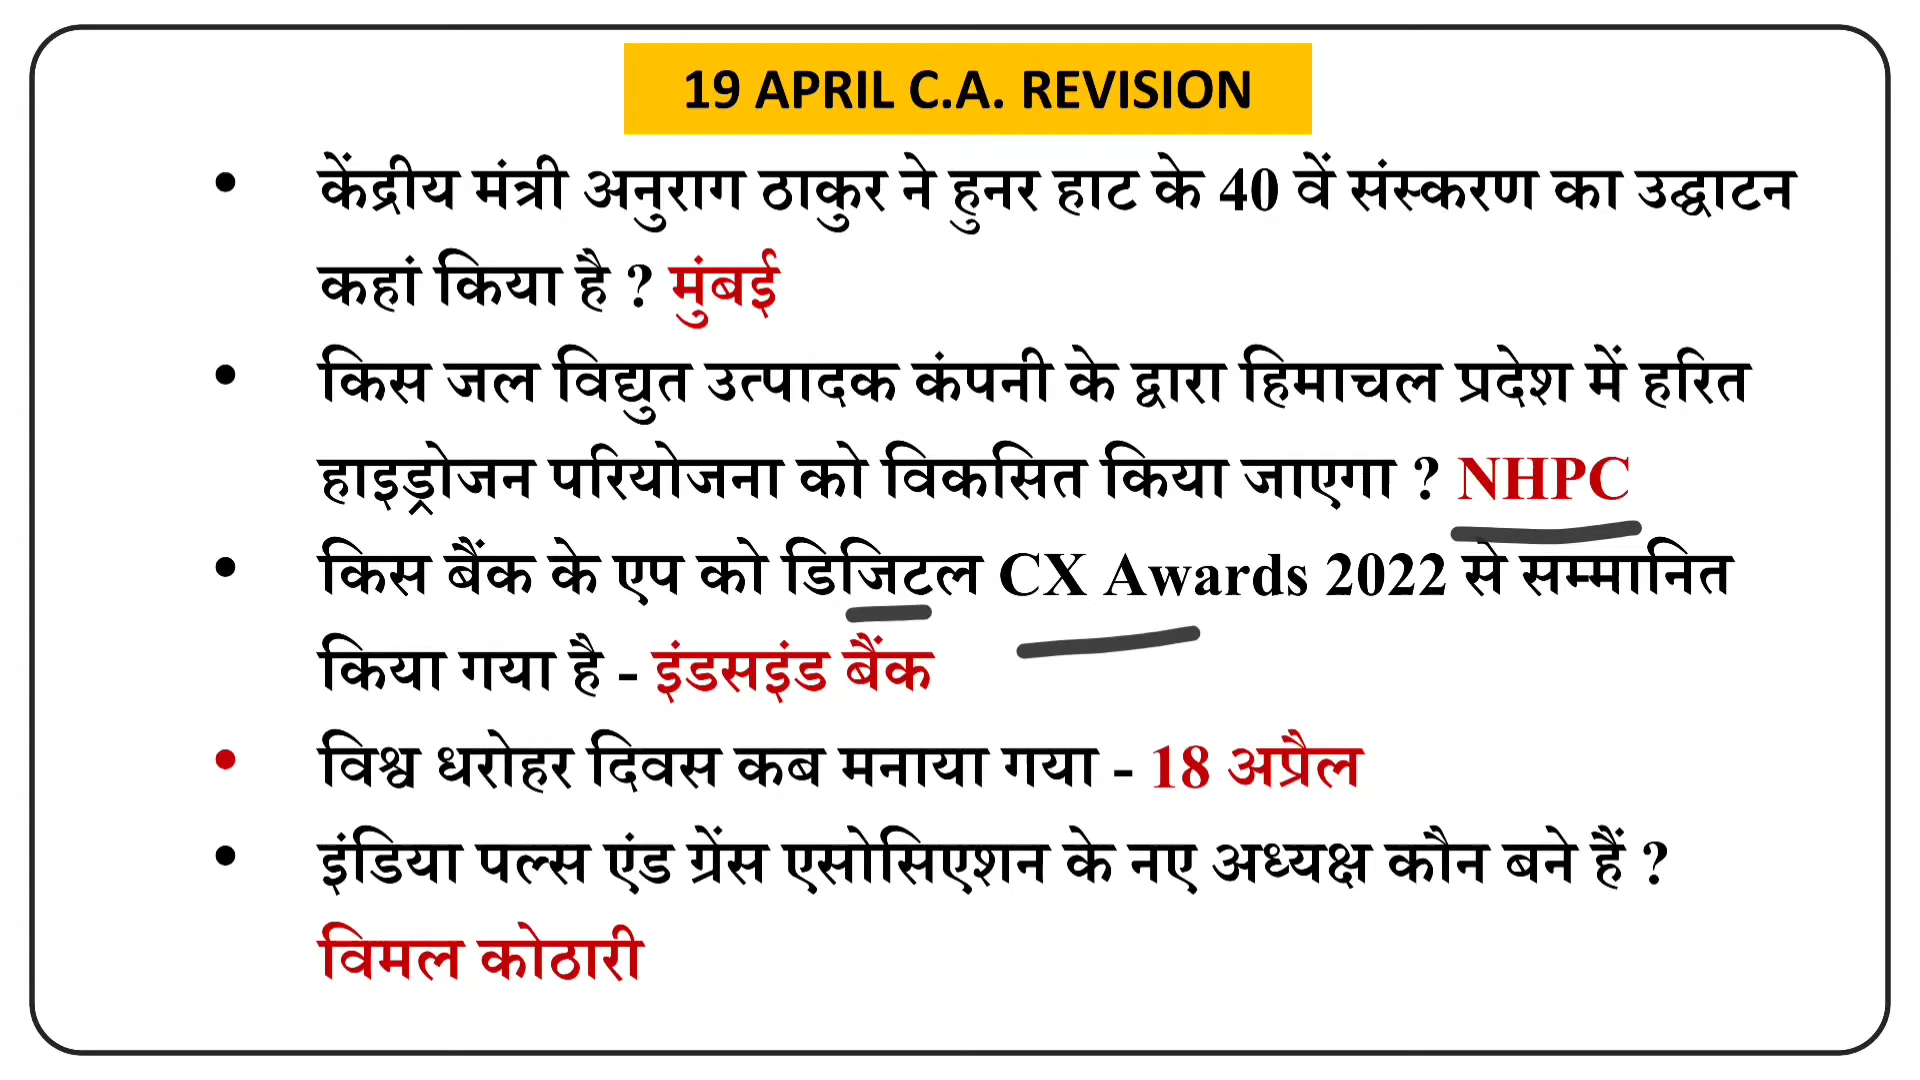 19 APRIL C.A. REVISION
• केंद्रीय मंत्री अनुराग ठाकुर ने हुनर हाट के 40 वें संस्करण का उद्घाटन
कहां किया है ? मुंबई
• किस जल विद्युत उत्पादक कंपनी के द्वारा हिमाचल प्रदेश में हरित
हाइड्रोजन परियोजना को विकसित किया जाएगा ? NHPC
• किस बैंक के एप को डिजिटल CX Awards 2022 से सम्मानित
किया गया है - इंडसइंड बैंक
• विश्व धरोहर दिवस कब मनाया गया - 18 अप्रैल
• इंडिया पल्स एंड ग्रेंस एसोसिएशन के नए अध्यक्ष कौन बने हैं ?
विमल कोठारी